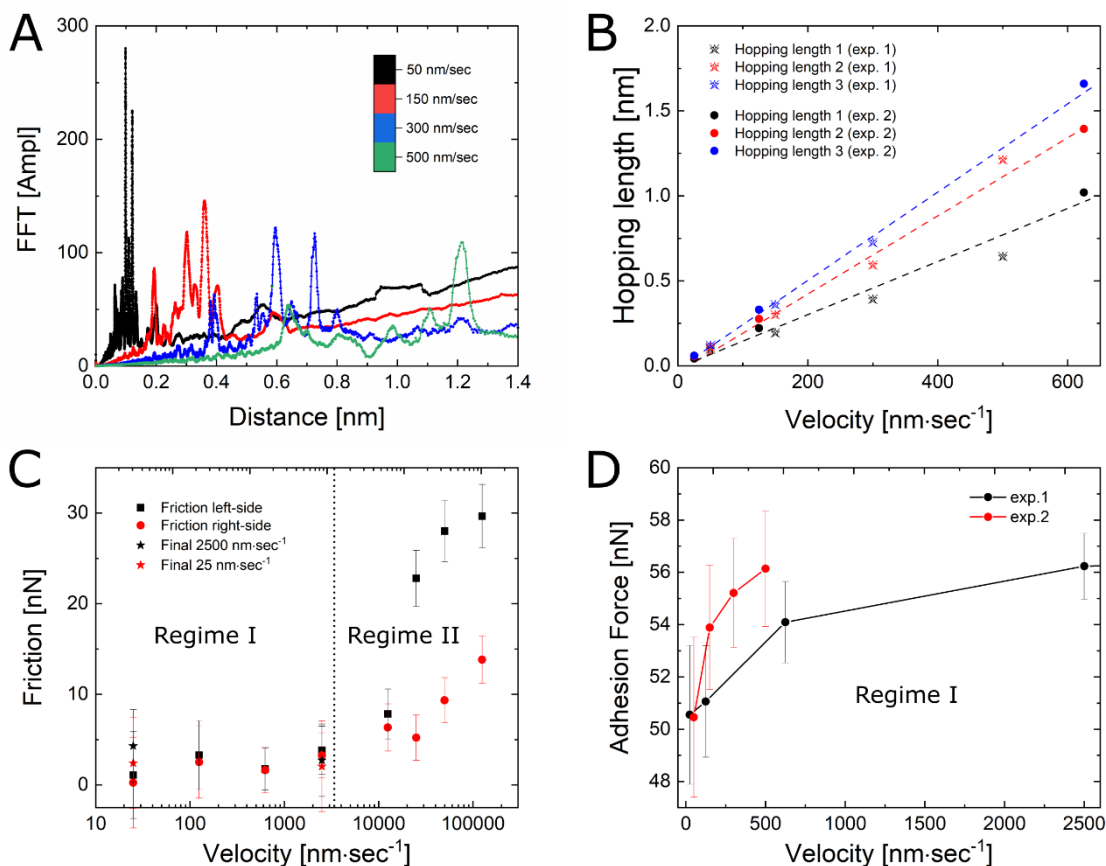 A
300
200
100
0
FFT [Ampl]
50 nm/sec
150 nm/sec
300 nm/sec
500 nm/sec
0.0 0.2 0.4 0.6 0.8 1.0 1.2 1.4
Distance [nm]
B
2.0
1.5
1.0
0.5
0.0
Hopping length [nm]
Hopping length 1 (exp. 1)
Hopping length 2 (exp. 1)
Hopping length 3 (exp. 1)
Hopping length 1 (exp. 2)
Hopping length 2 (exp. 2)
Hopping length 3 (exp. 2)
0 200 400 600
Velocity [nm·sec⁻¹]
C
30
20
10
0
Friction [nN]
Friction left-side
Friction right-side
Final 2500 nm·sec⁻¹
Final 25 nm·sec⁻¹
Regime I
Regime II
10 100 1000 10000 100000
Velocity [nm·sec⁻¹]
D
60
58
56
54
52
50
48
Adhesion Force [nN]
exp.1
exp.2
Regime I
0 500 1000 1500 2000 2500
Velocity [nm·sec⁻¹]